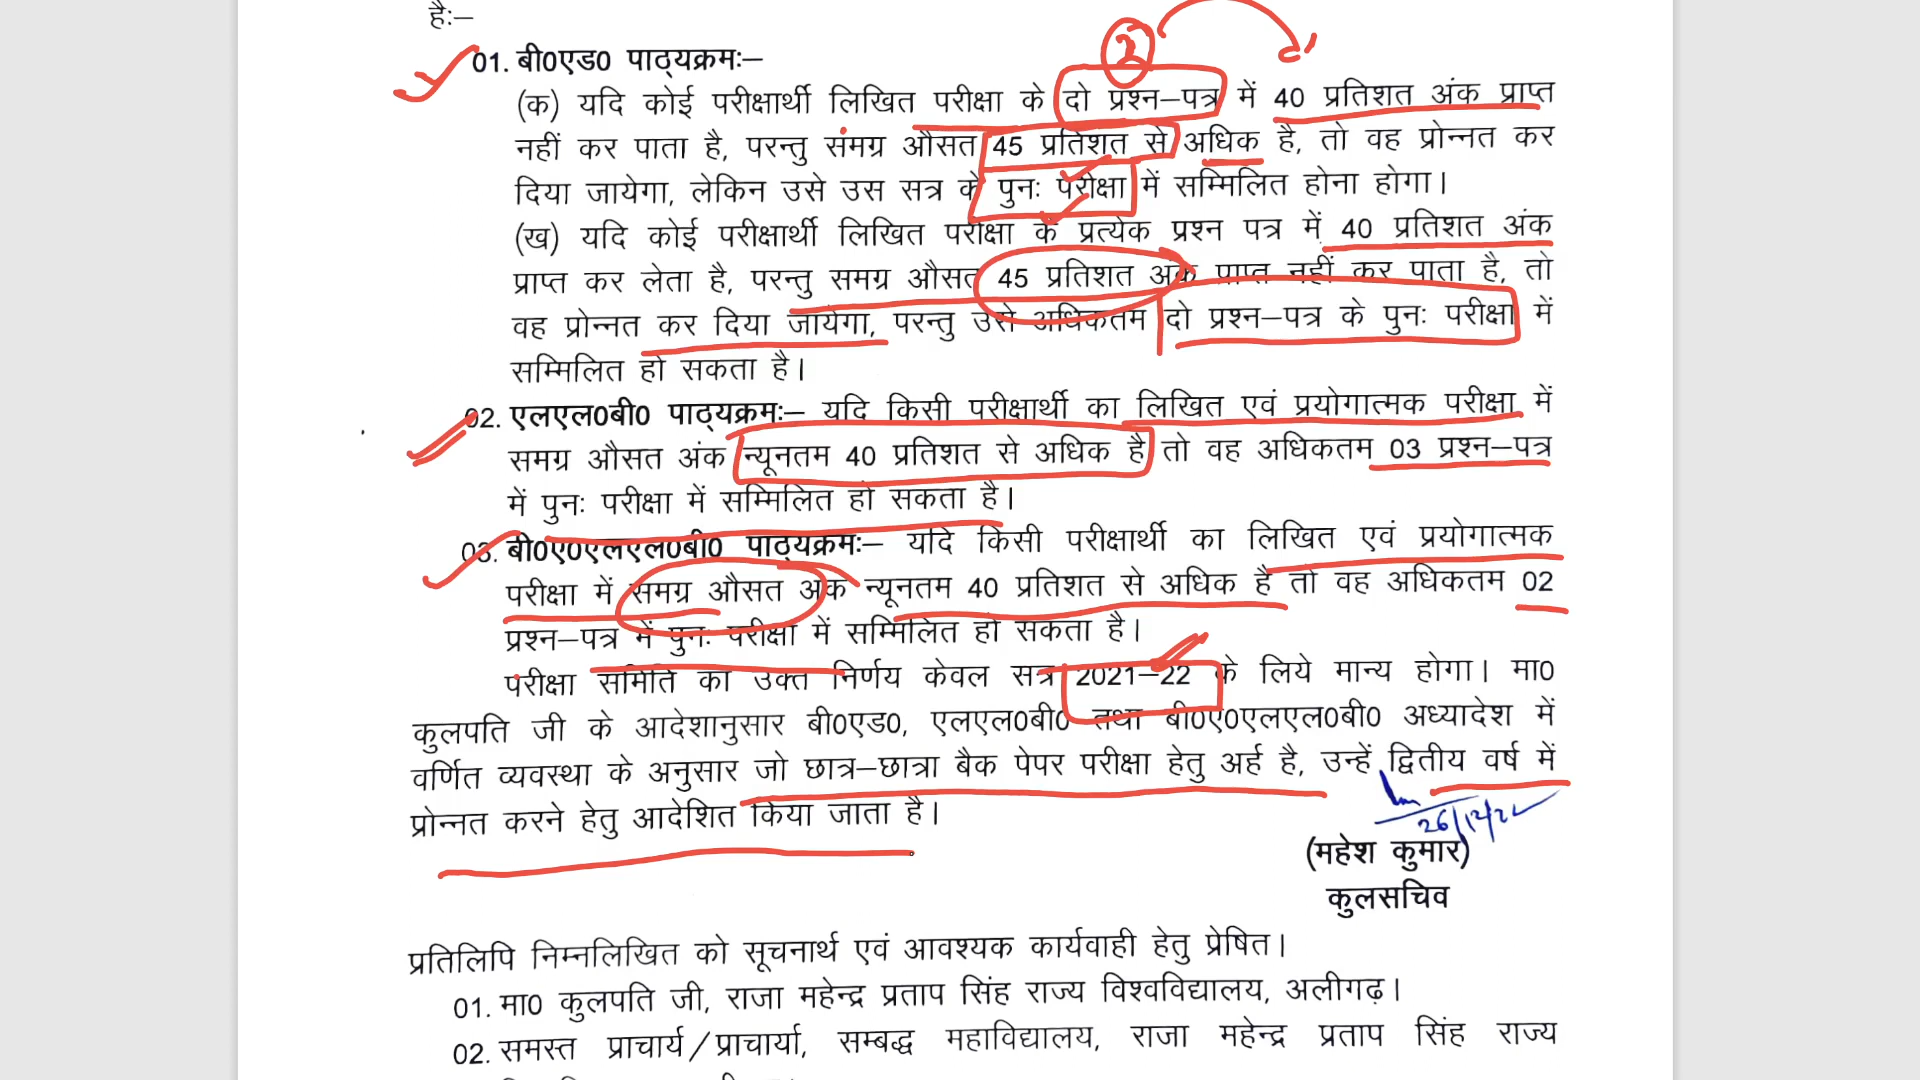 है:–
01. बी0एड0 पाठ्यक्रमः–
(क) यदि कोई परीक्षार्थी लिखित परीक्षा के दो प्रश्न–पत्र में 40 प्रतिशत अंक प्राप्त
नहीं कर पाता है, परन्तु संमग्र औसत 45 प्रतिशत से अधिक है, तो वह प्रोन्नत कर
दिया जायेगा, लेकिन उसे उस सत्र के पुनः परीक्षा में सम्मिलित होना होगा।
(ख) यदि कोई परीक्षार्थी लिखित परीक्षा के प्रत्येक प्रश्न पत्र में 40 प्रतिशत अंक
प्राप्त कर लेता है, परन्तु समग्र औसत 45 प्रतिशत अंक प्राप्त नहीं कर पाता है, तो
वह प्रोन्नत कर दिया जायेगा, परन्तु उसे अधिकतम दो प्रश्न–पत्र के पुनः परीक्षा में
सम्मिलित हो सकता है।
02. एलएल0बी0 पाठ्यक्रमः– यदि किसी परीक्षार्थी का लिखित एवं प्रयोगात्मक परीक्षा में
समग्र औसत अंक न्यूनतम 40 प्रतिशत से अधिक है तो वह अधिकतम 03 प्रश्न–पत्र
में पुनः परीक्षा में सम्मिलित हो सकता है।
03. बी0ए0एलएल0बी0 पाठ्यक्रमः– यदि किसी परीक्षार्थी का लिखित एवं प्रयोगात्मक
परीक्षा में समग्र औसत अंक न्यूनतम 40 प्रतिशत से अधिक है तो वह अधिकतम 02
प्रश्न–पत्र में पुनः परीक्षा में सम्मिलित हो सकता है।
परीक्षा समिति का उक्त निर्णय केवल सत्र 2021–22 के लिये मान्य होगा। मा0
कुलपति जी के आदेशानुसार बी0एड0, एलएल0बी0 तथा बी0ए0एलएल0बी0 अध्यादेश में
वर्णित व्यवस्था के अनुसार जो छात्र–छात्रा बैक पेपर परीक्षा हेतु अर्ह है, उन्हें द्वितीय वर्ष में
प्रोन्नत करने हेतु आदेशित किया जाता है।
26/12/22
(महेश कुमार)
कुलसचिव
प्रतिलिपि निम्नलिखित को सूचनार्थ एवं आवश्यक कार्यवाही हेतु प्रेषित।
01. मा0 कुलपति जी, राजा महेन्द्र प्रताप सिंह राज्य विश्वविद्यालय, अलीगढ़।
02. समस्त प्राचार्य/प्राचार्या, सम्बद्ध महाविद्यालय, राजा महेन्द्र प्रताप सिंह राज्य